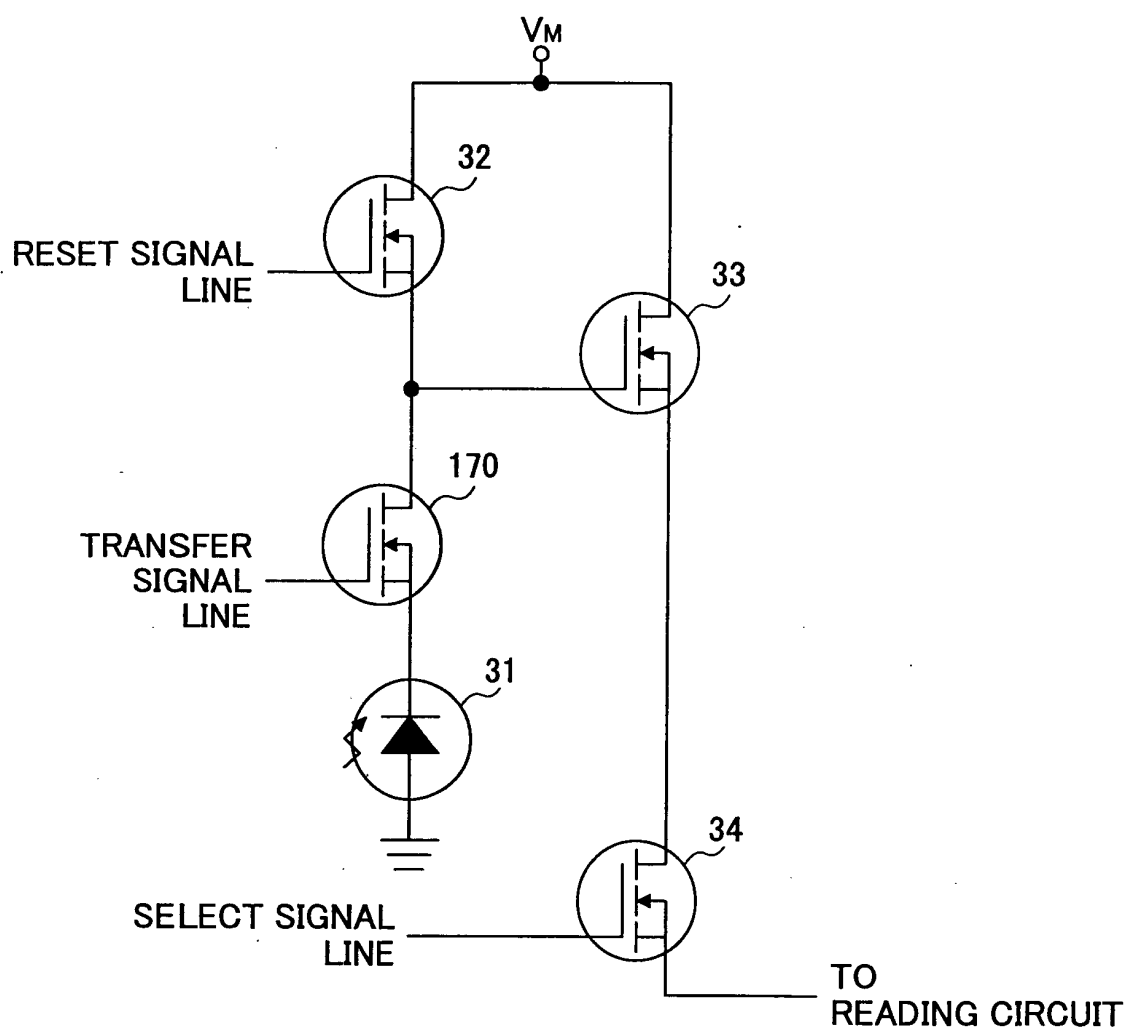 VM
32
RESET SIGNAL
LINE
33
170
TRANSFER
SIGNAL
LINE
31
34
SELECT SIGNAL
LINE
TO
READING CIRCUIT